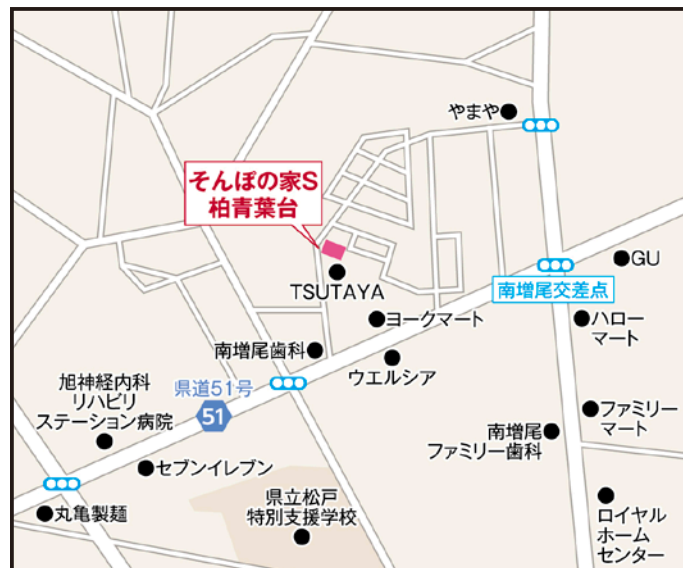 やまや
そんぽの家S
柏青葉台
GU
TSUTAYA
南増尾交差点
ヨークマート
ハロー
マート
南増尾歯科
ウエルシア
旭神経内科
リハビリ
ステーション病院
県道51号
51
ファミリー
マート
南増尾
ファミリー歯科
セブンイレブン
県立松戸
特別支援学校
丸亀製麺
ロイヤル
ホーム
センター